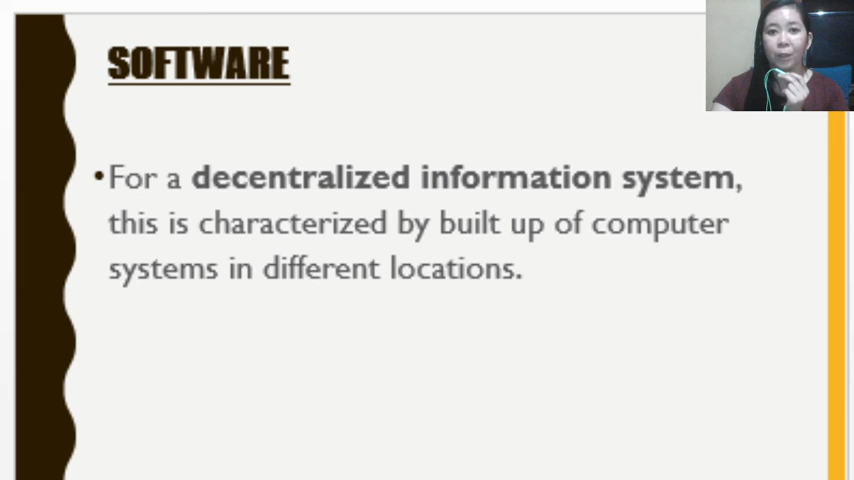 SOFTWARE
•For a decentralized information system,
this is characterized by built up of computer
systems in different locations.